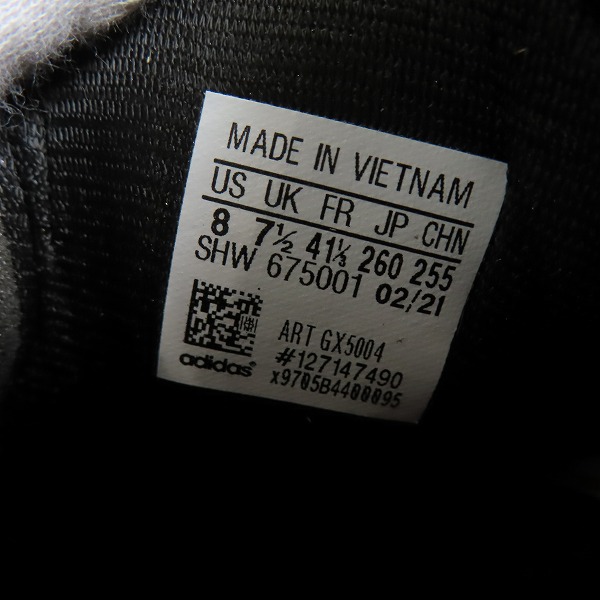 MADE IN VIETNAM
US UK FR JP CHN
8 7½ 41⅓ 260 255
SHW 675001 02/21
ART GX5004
#127147490
adidas x9705B4400095